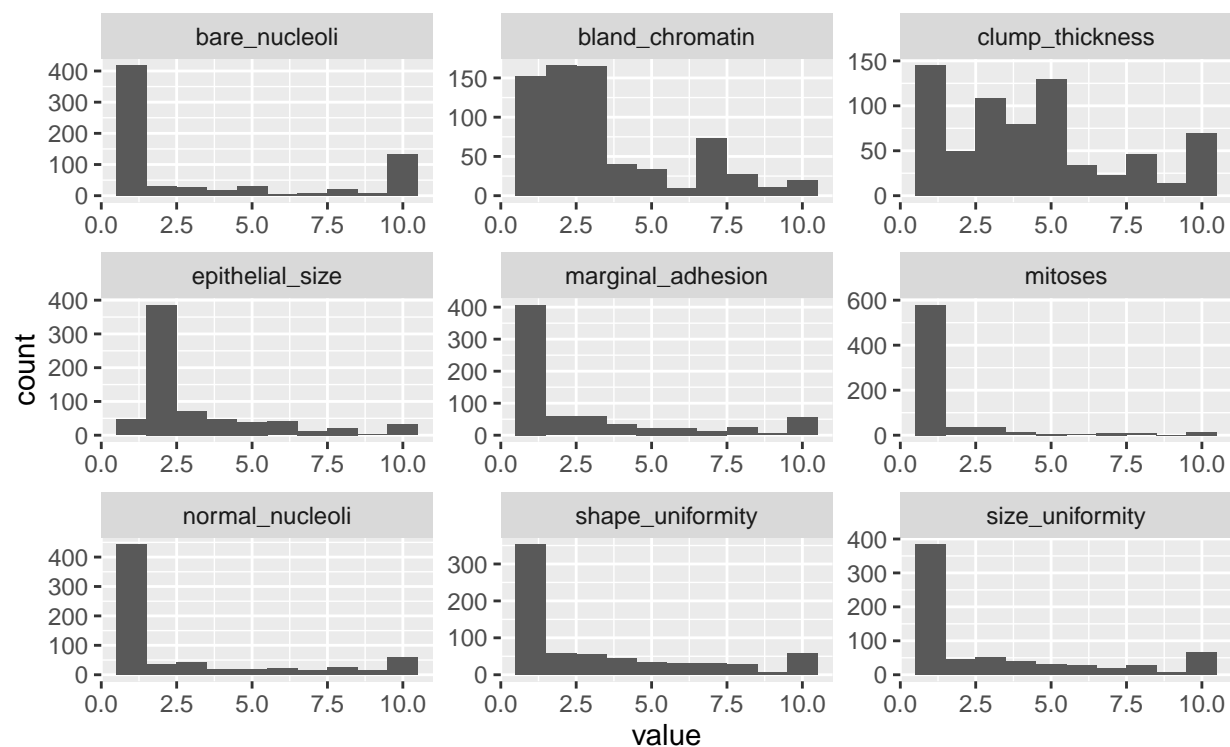 bare_nucleoli
bland_chromatin
clump_thickness
400
300
200
100
0
0.0 2.5 5.0 7.5 10.0
150
100
50
0
0.0 2.5 5.0 7.5 10.0
150
100
50
0
0.0 2.5 5.0 7.5 10.0
epithelial_size
marginal_adhesion
mitoses
400
300
200
100
0
0.0 2.5 5.0 7.5 10.0
400
300
200
100
0
0.0 2.5 5.0 7.5 10.0
600
400
200
0
0.0 2.5 5.0 7.5 10.0
normal_nucleoli
shape_uniformity
size_uniformity
400
300
200
100
0
0.0 2.5 5.0 7.5 10.0
300
200
100
0
0.0 2.5 5.0 7.5 10.0
400
300
200
100
0
0.0 2.5 5.0 7.5 10.0
count
value